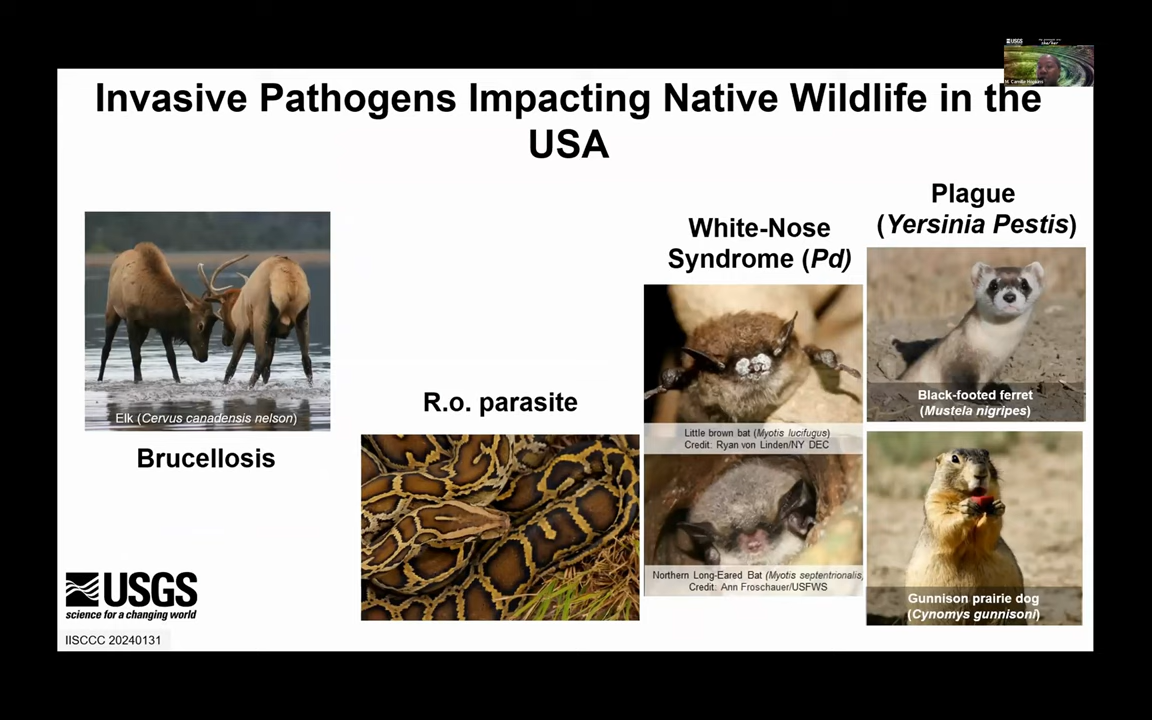 USGS
M. Camille Hopkins
Invasive Pathogens Impacting Native Wildlife in the
USA
Elk (Cervus canadensis nelson)
Brucellosis
R.o. parasite
White-Nose
Syndrome (Pd)
Little brown bat (Myotis lucifugus)
Credit: Ryan von Linden/NY DEC
Northern Long-Eared Bat (Myotis septentrionalis,
Credit: Ann Froschauer/USFWS
Plague
(Yersinia Pestis)
Black-footed ferret
(Mustela nigripes)
Gunnison prairie dog
(Cynomys gunnisoni)
USGS
science for a changing world
IISCCC 20240131